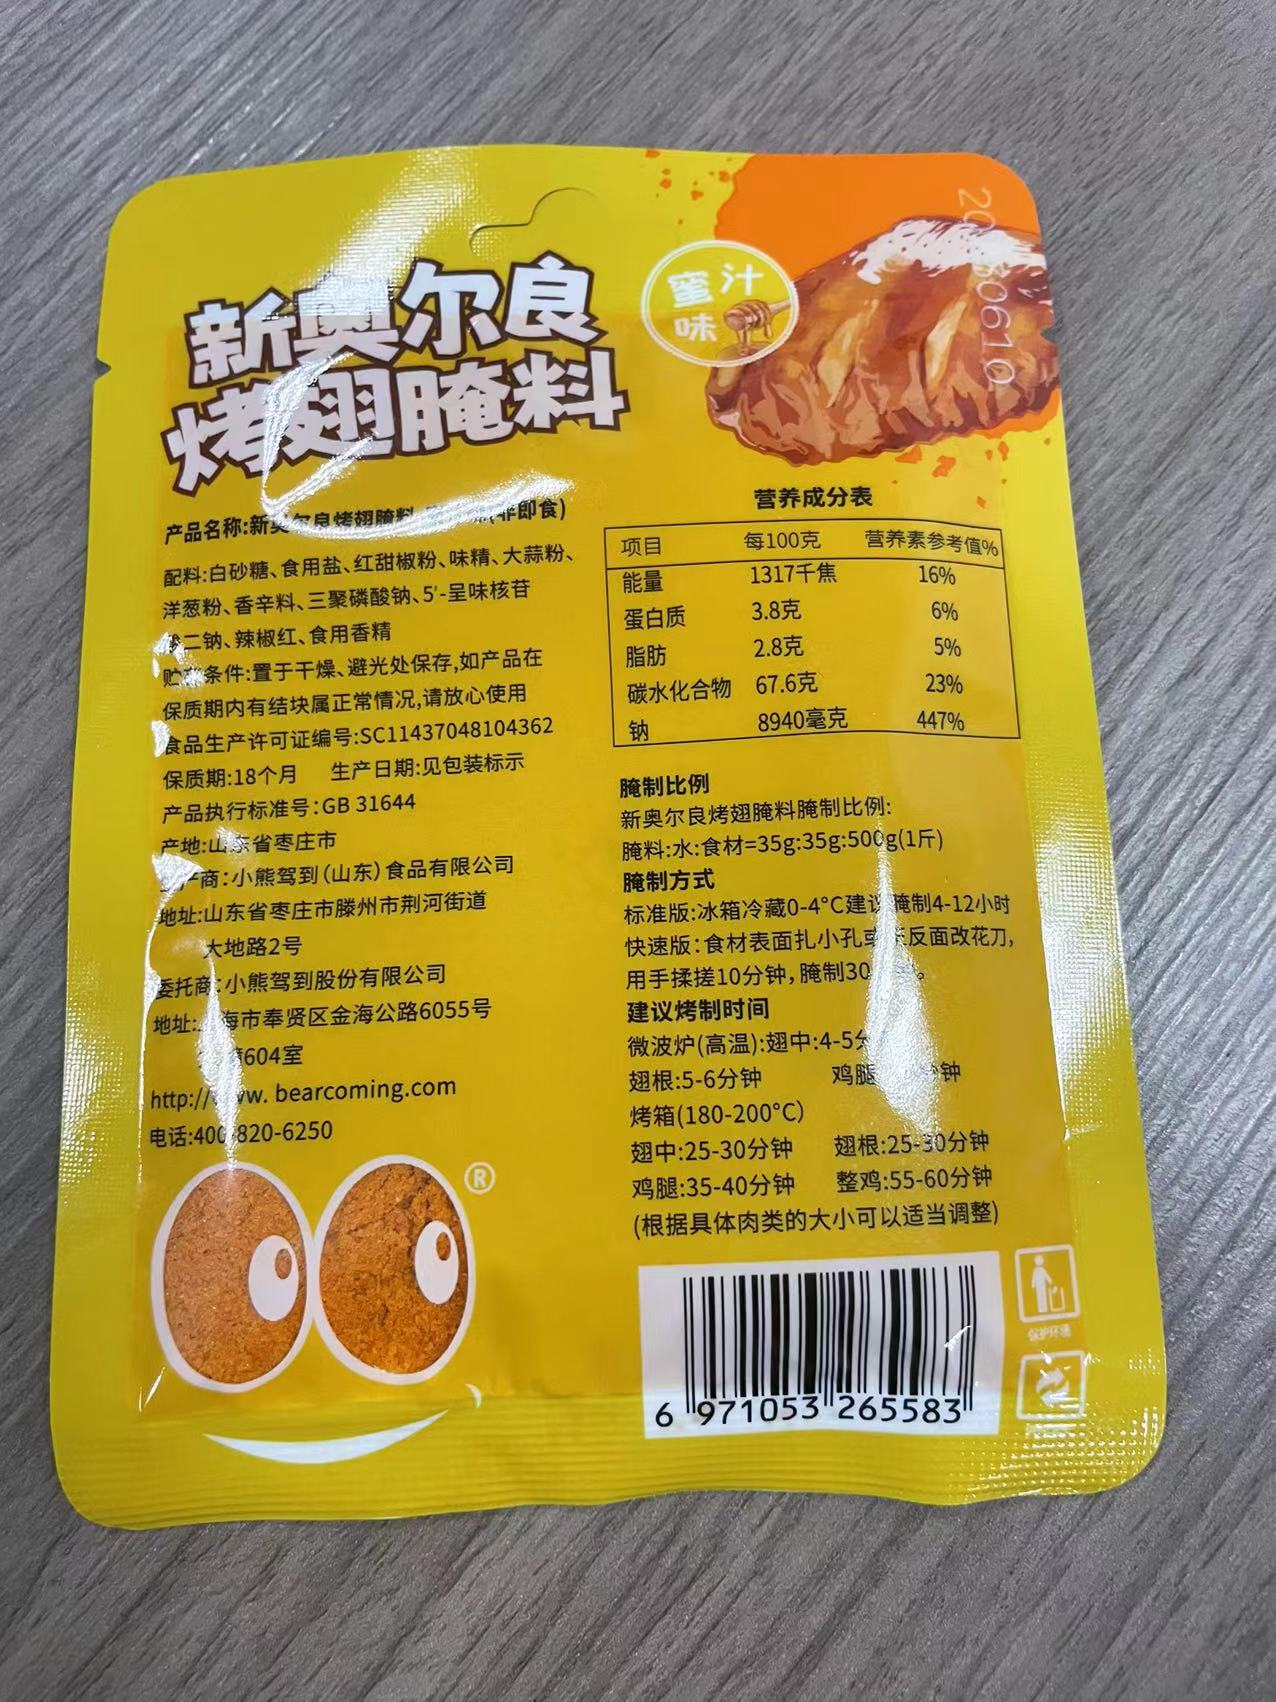 新奥尔良
烤翅腌料
蜜汁
味
产品名称:新奥尔良烤翅腌料 (非即食)
配料:白砂糖、食用盐、红甜椒粉、味精、大蒜粉、
洋葱粉、香辛料、三聚磷酸钠、5'-呈味核苷
酸二钠、辣椒红、食用香精
贮存条件:置于干燥、避光处保存,如产品在
保质期内有结块属正常情况,请放心使用
食品生产许可证编号:SC11437048104362
保质期:18个月 生产日期:见包装标示
产品执行标准号:GB 31644
产地:山东省枣庄市
生产商:小熊驾到(山东)食品有限公司
地址:山东省枣庄市滕州市荆河街道
大地路2号
委托商:小熊驾到股份有限公司
地址:上海市奉贤区金海公路6055号
604室
http://www. bearcoming.com
电话:400-820-6250
®
营养成分表
项目 每100克 营养素参考值%
能量 1317千焦 16%
蛋白质 3.8克 6%
脂肪 2.8克 5%
碳水化合物 67.6克 23%
钠 8940毫克 447%
腌制比例
新奥尔良烤翅腌料腌制比例:
腌料:水:食材=35g:35g:500g(1斤)
腌制方式
标准版:冰箱冷藏0-4°C建议腌制4-12小时
快速版:食材表面扎小孔或正反面改花刀,
用手揉搓10分钟,腌制30 。
建议烤制时间
微波炉(高温):翅中:4-5分
翅根:5-6分钟 鸡腿 分钟
烤箱(180-200°C)
翅中:25-30分钟 翅根:25-30分钟
鸡腿:35-40分钟 整鸡:55-60分钟
(根据具体肉类的大小可以适当调整)
6 971053 265583
保护环境